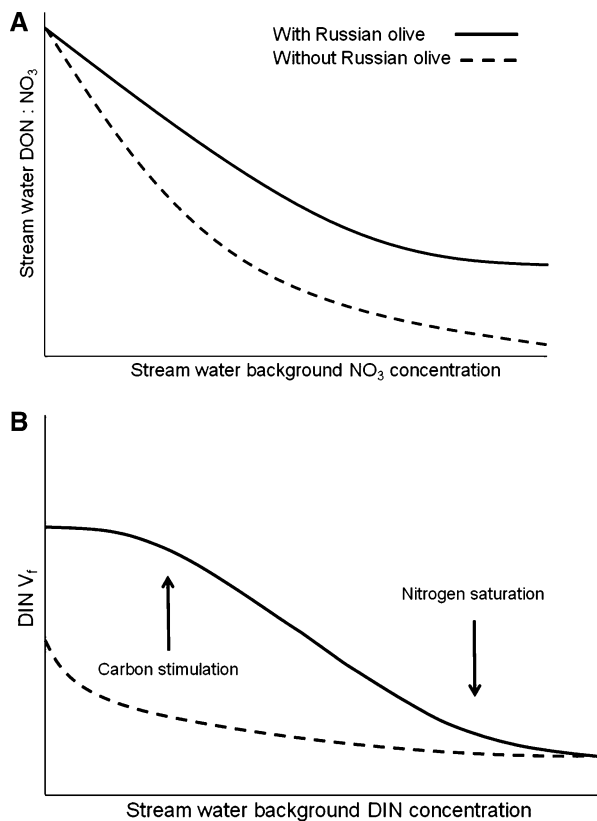 A
With Russian olive
Without Russian olive
Stream water DON : NO₃
Stream water background NO₃ concentration
B
DIN V_f
Carbon stimulation
Nitrogen saturation
Stream water background DIN concentration